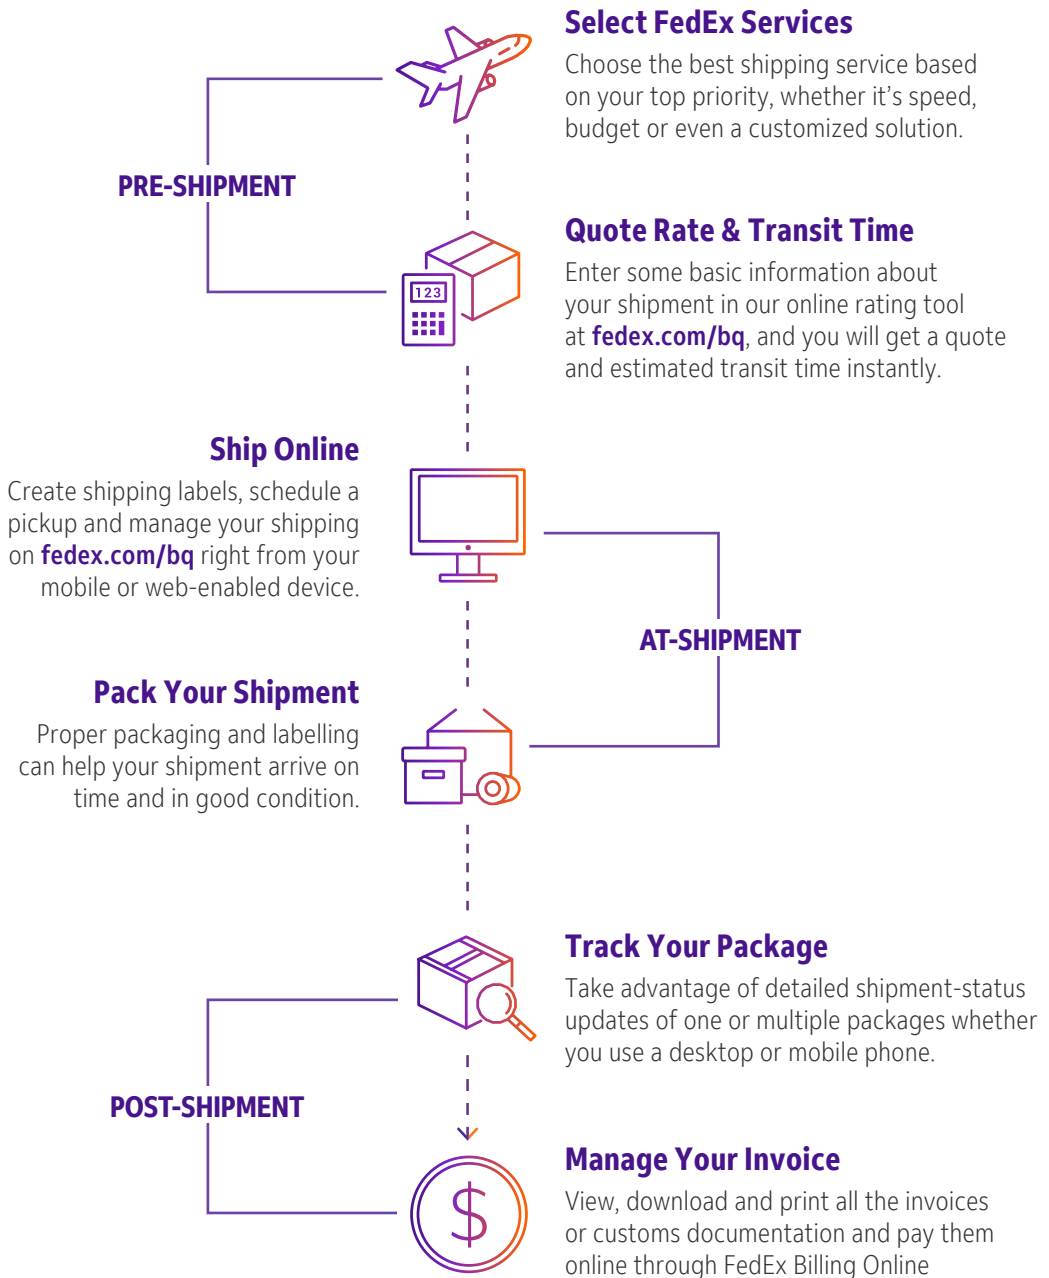 Select FedEx Services
Choose the best shipping service based
on your top priority, whether it’s speed,
budget or even a customized solution.
PRE-SHIPMENT
Quote Rate & Transit Time
Enter some basic information about
your shipment in our online rating tool
at fedex.com/bq, and you will get a quote
and estimated transit time instantly.
123
Ship Online
Create shipping labels, schedule a
pickup and manage your shipping
on fedex.com/bq right from your
mobile or web-enabled device.
AT-SHIPMENT
Pack Your Shipment
Proper packaging and labelling
can help your shipment arrive on
time and in good condition.
Track Your Package
Take advantage of detailed shipment-status
updates of one or multiple packages whether
you use a desktop or mobile phone.
POST-SHIPMENT
Manage Your Invoice
View, download and print all the invoices
or customs documentation and pay them
online through FedEx Billing Online
$